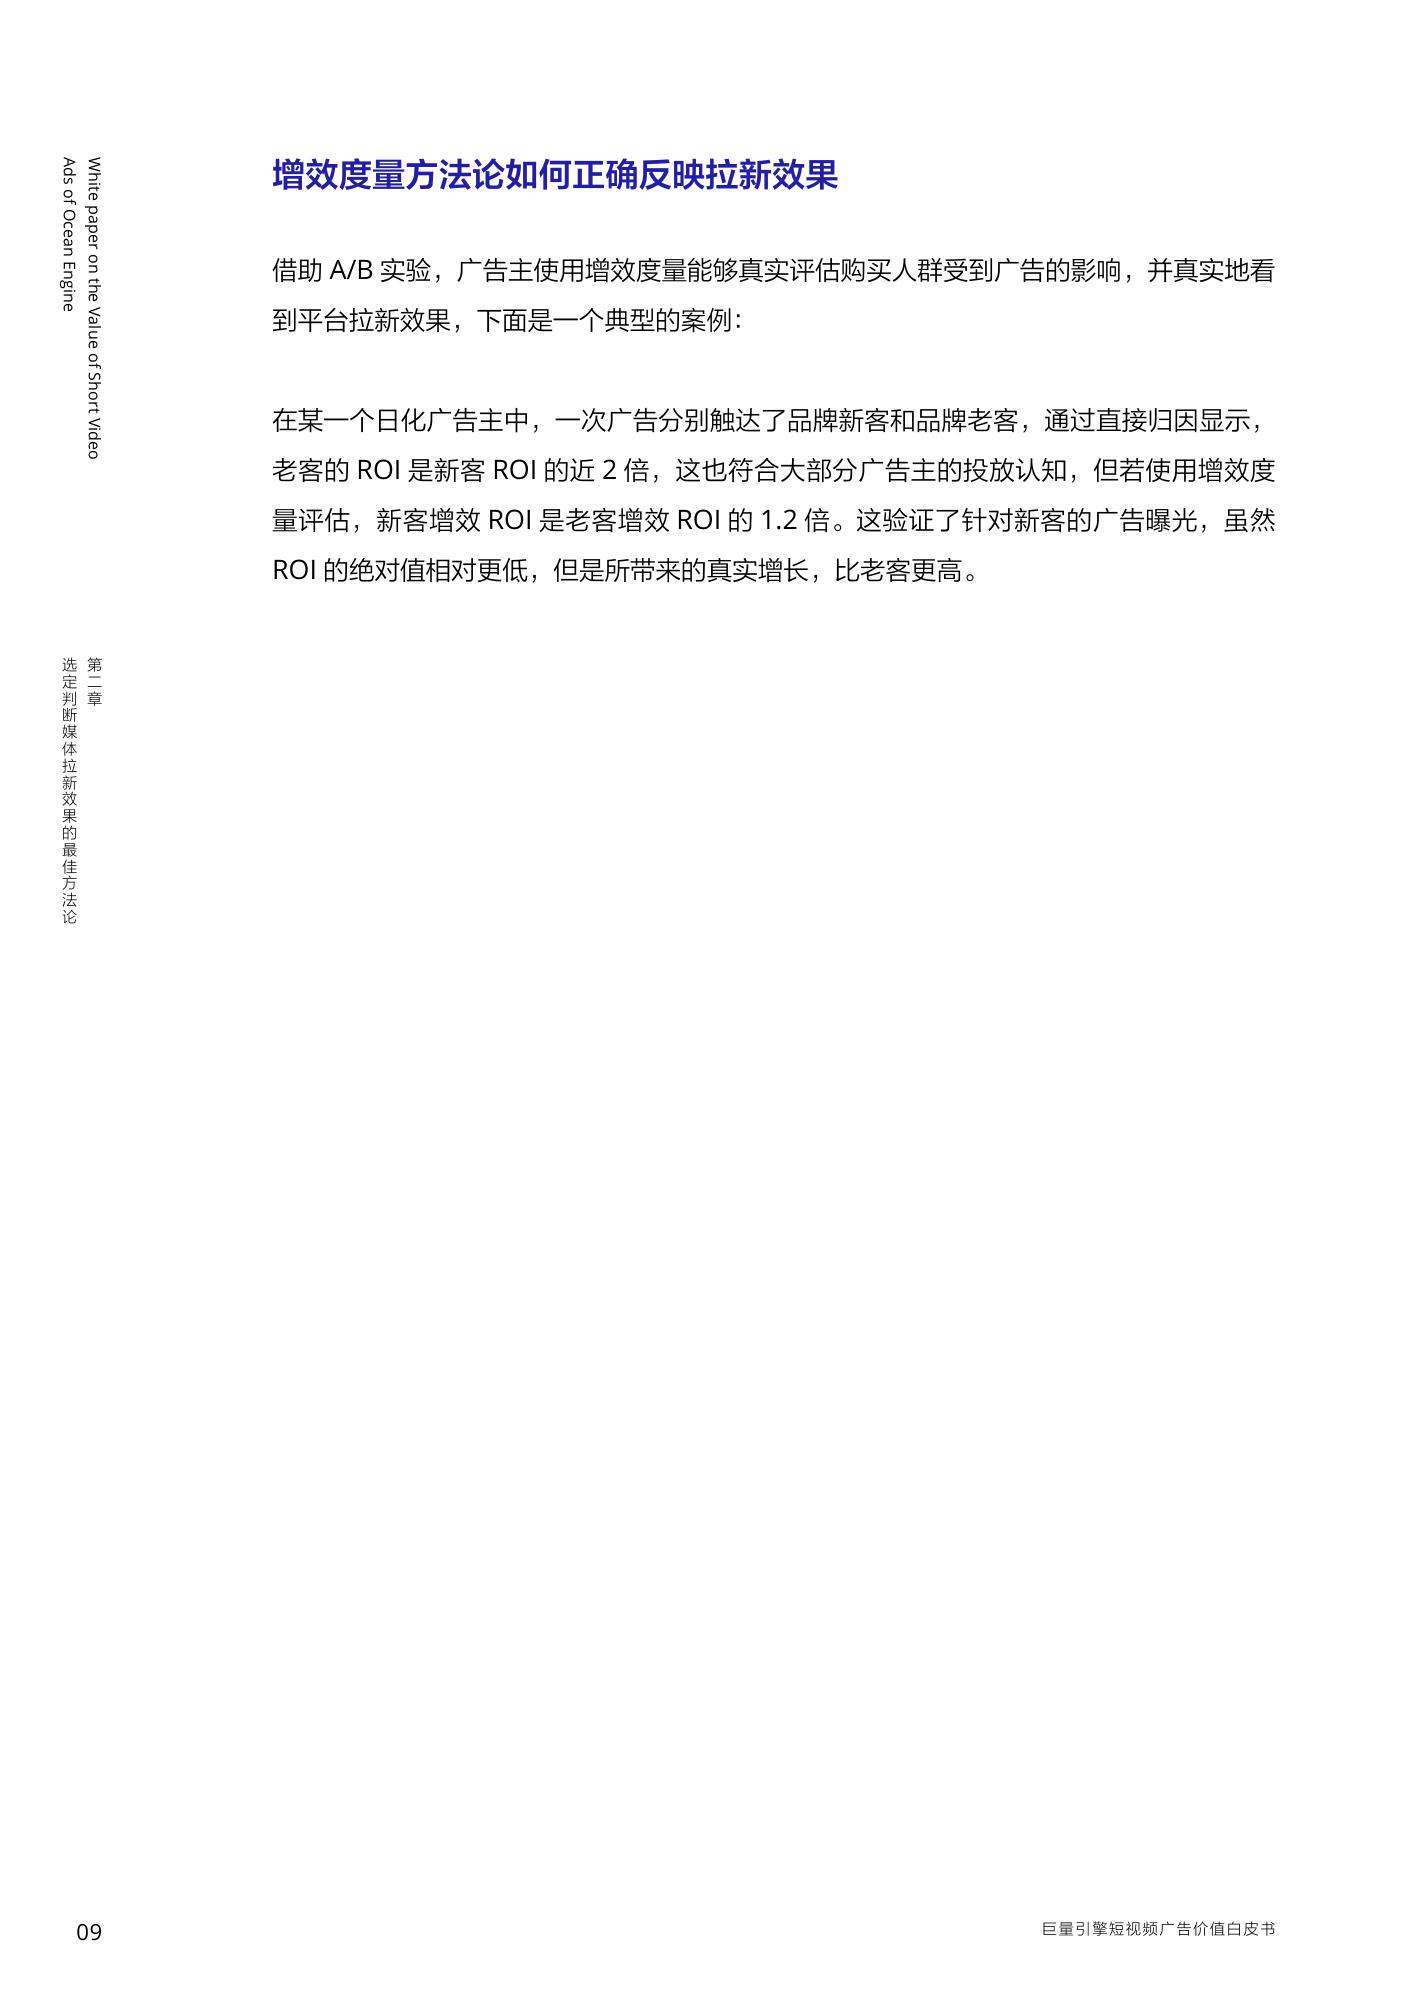 White paper on the Value of Short Video
Ads of Ocean Engine
第二章
选定判断媒体拉新效果的最佳方法论
增效度量方法论如何正确反映拉新效果
借助 A/B 实验，广告主使用增效度量能够真实评估购买人群受到广告的影响，并真实地看
到平台拉新效果，下面是一个典型的案例：
在某一个日化广告主中，一次广告分别触达了品牌新客和品牌老客，通过直接归因显示，
老客的 ROI 是新客 ROI 的近 2 倍，这也符合大部分广告主的投放认知，但若使用增效度
量评估，新客增效 ROI 是老客增效 ROI 的 1.2 倍。这验证了针对新客的广告曝光，虽然
ROI 的绝对值相对更低，但是所带来的真实增长，比老客更高。
09
巨量引擎短视频广告价值白皮书